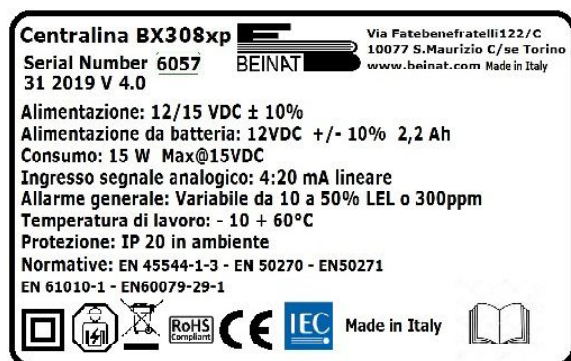 Centralina BX308xp
Serial Number 6057
31 2019 V 4.0
BEINAT
Via Fatebenefratelli122/C
10077 S.Maurizio C/se Torino
www.beinat.com Made in Italy
Alimentazione: 12/15 VDC ± 10%
Alimentazione da batteria: 12VDC +/- 10% 2,2 Ah
Consumo: 15 W Max@15VDC
Ingresso segnale analogico: 4:20 mA lineare
Allarme generale: Variabile da 10 a 50% LEL o 300ppm
Temperatura di lavoro: - 10 + 60°C
Protezione: IP 20 in ambiente
Normative: EN 45544-1-3 - EN 50270 - EN50271
EN 61010-1 - EN60079-29-1
RoHS
Compliant
CE
IEC
Made in Italy